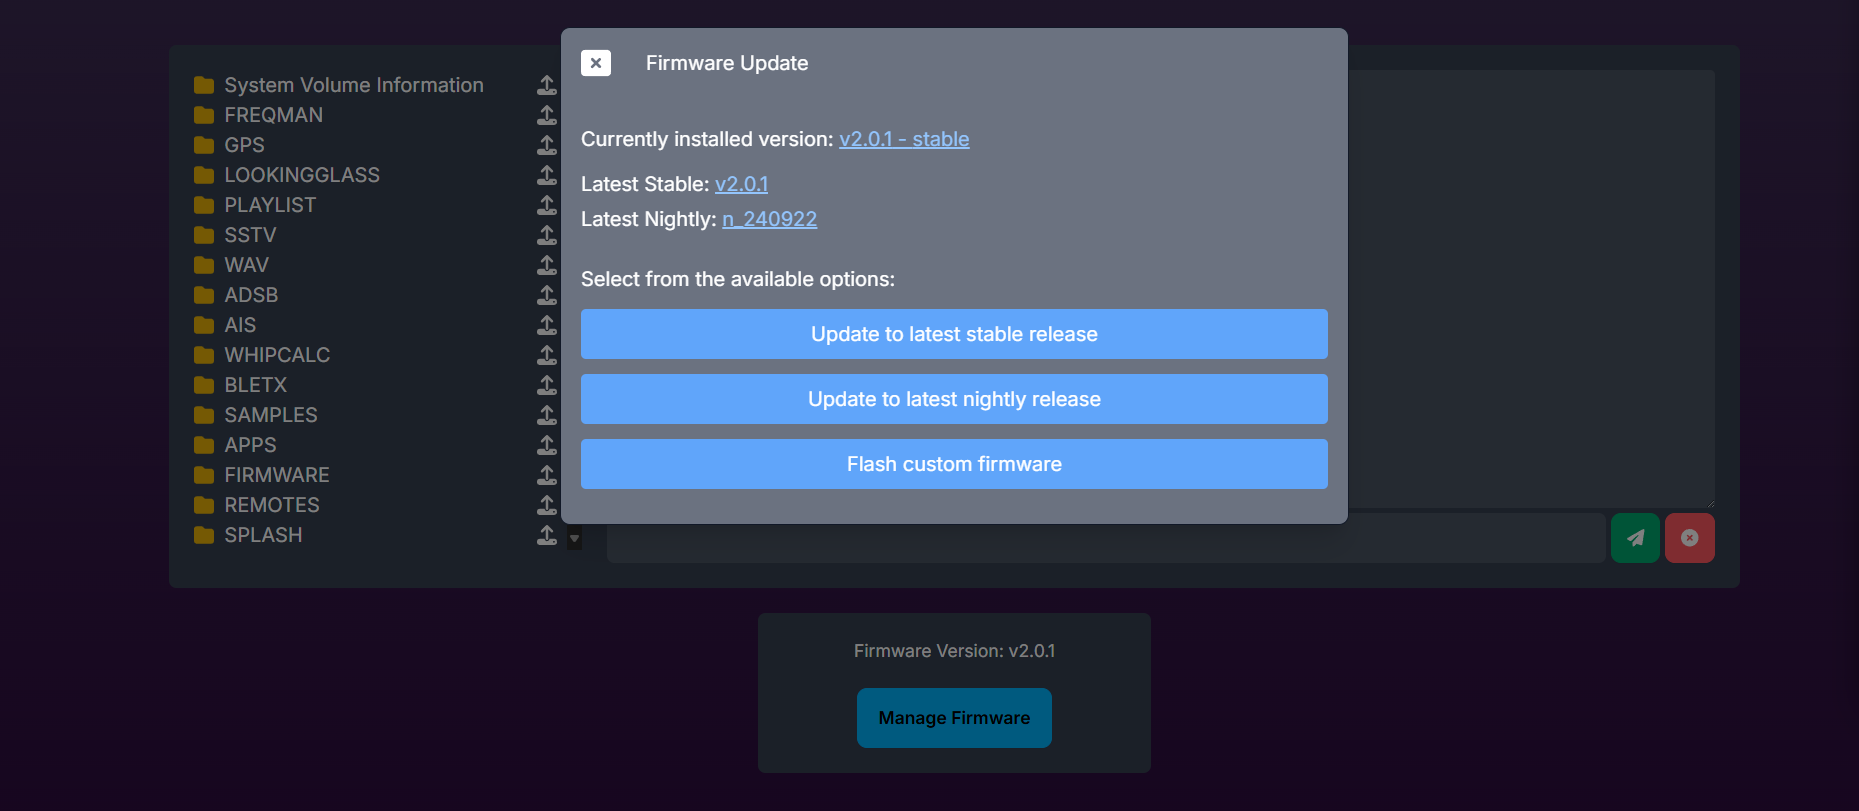 System Volume Information
FREQMAN
GPS
LOOKINGGLASS
PLAYLIST
SSTV
WAV
ADSB
AIS
WHIPCALC
BLETX
SAMPLES
APPS
FIRMWARE
REMOTES
SPLASH
Firmware Update
Currently installed version: v2.0.1 - stable
Latest Stable: v2.0.1
Latest Nightly: n_240922
Select from the available options:
Update to latest stable release
Update to latest nightly release
Flash custom firmware
Firmware Version: v2.0.1
Manage Firmware